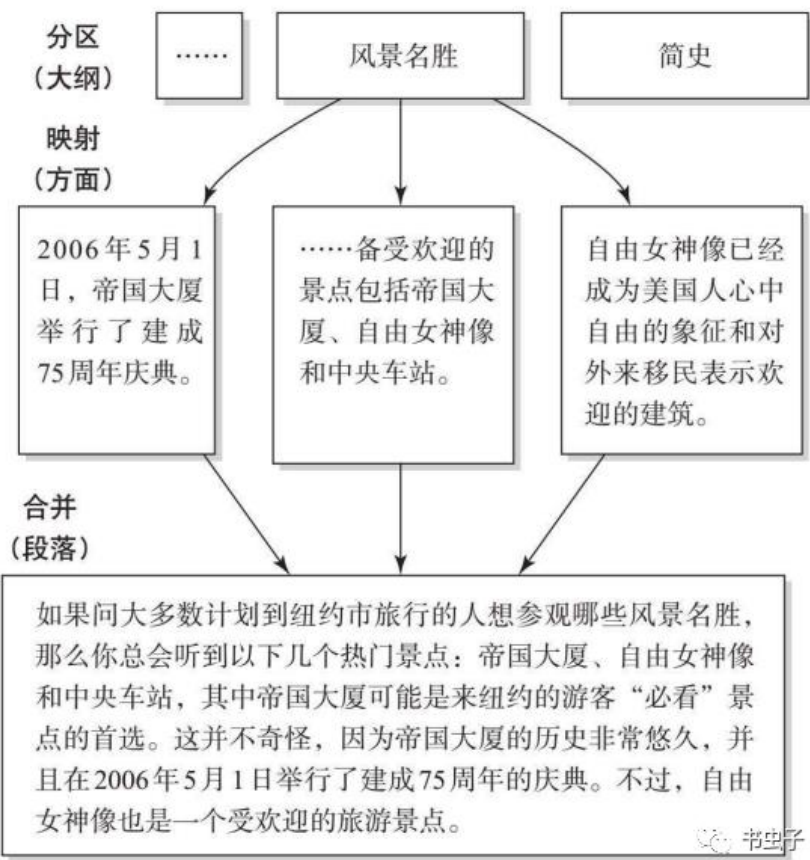 分区
（大纲）
……
风景名胜
简史
映射
（方面）
2006年5月1
日，帝国大厦
举行了建成
75周年庆典。
……备受欢迎的
景点包括帝国大
厦、自由女神像
和中央车站。
自由女神像已经
成为美国人心中
自由的象征和对
外来移民表示欢
迎的建筑。
合并
（段落）
如果问大多数计划到纽约市旅行的人想参观哪些风景名胜，
那么你总会听到以下几个热门景点：帝国大厦、自由女神像
和中央车站，其中帝国大厦可能是来纽约的游客“必看”景
点的首选。这并不奇怪，因为帝国大厦的历史非常悠久，并
且在2006年5月1日举行了建成75周年的庆典。不过，自由
女神像也是一个受欢迎的旅游景点。
书虫子